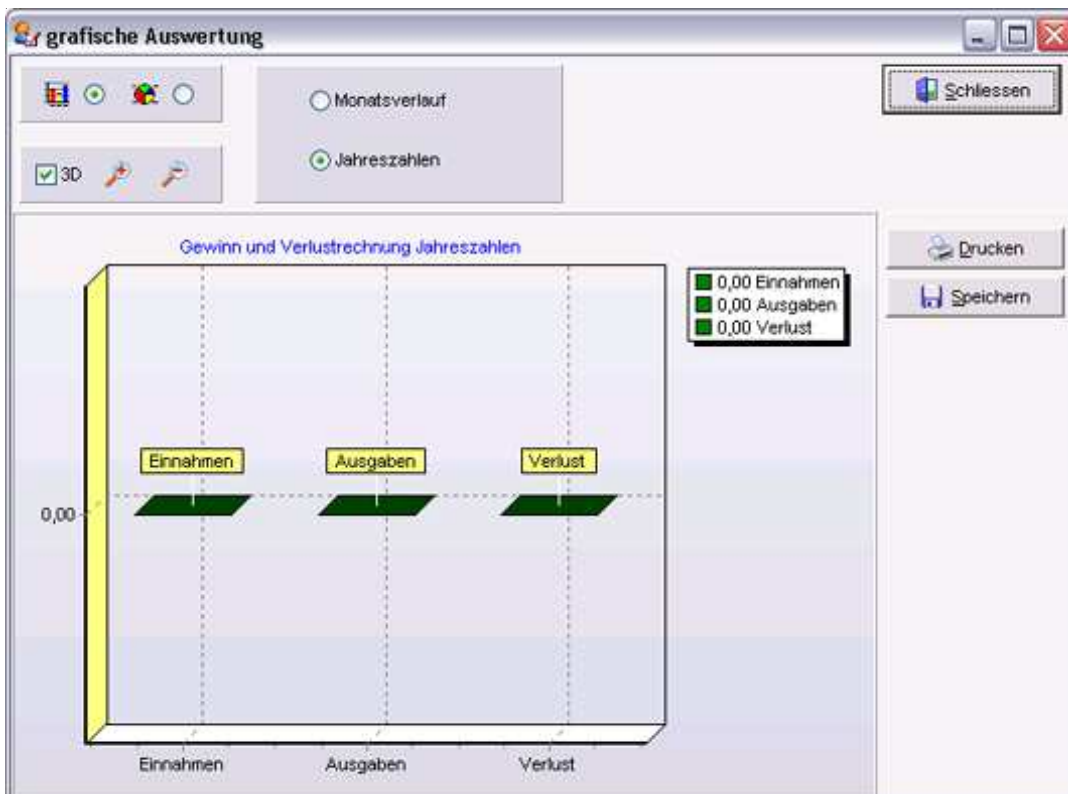 grafische Auswertung
Monatsverlauf
Schliessen
3D
Jahreszahlen
Gewinn und Verlustrechnung Jahreszahlen
Drucken
0,00 Einnahmen
0,00 Ausgaben
0,00 Verlust
Speichern
Einnahmen
Ausgaben
Verlust
0,00
Einnahmen
Ausgaben
Verlust